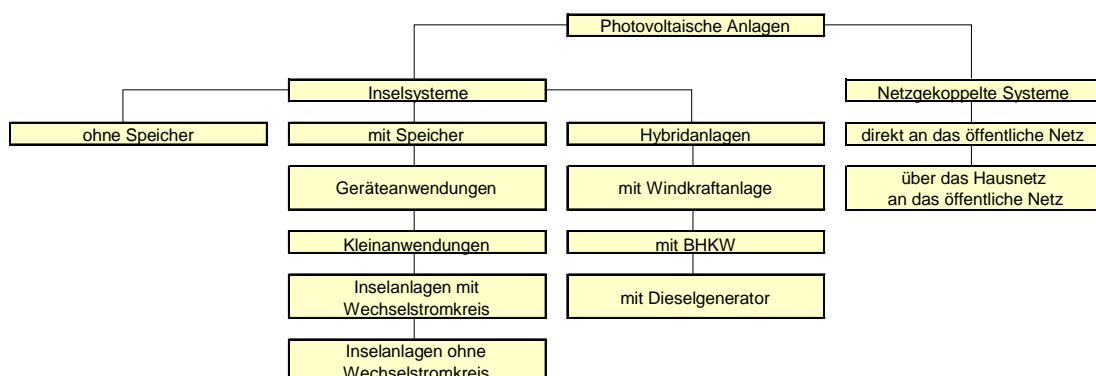 Photovoltaische Anlagen
Inselsysteme
Netzgekoppelte Systeme
ohne Speicher
mit Speicher
Hybridanlagen
direkt an das öffentliche Netz
Geräteanwendungen
mit Windkraftanlage
über das Hausnetz
an das öffentliche Netz
Kleinanwendungen
mit BHKW
Inselanlagen mit
Wechselstromkreis
mit Dieselgenerator
Inselanlagen ohne
Wechselstromkreis